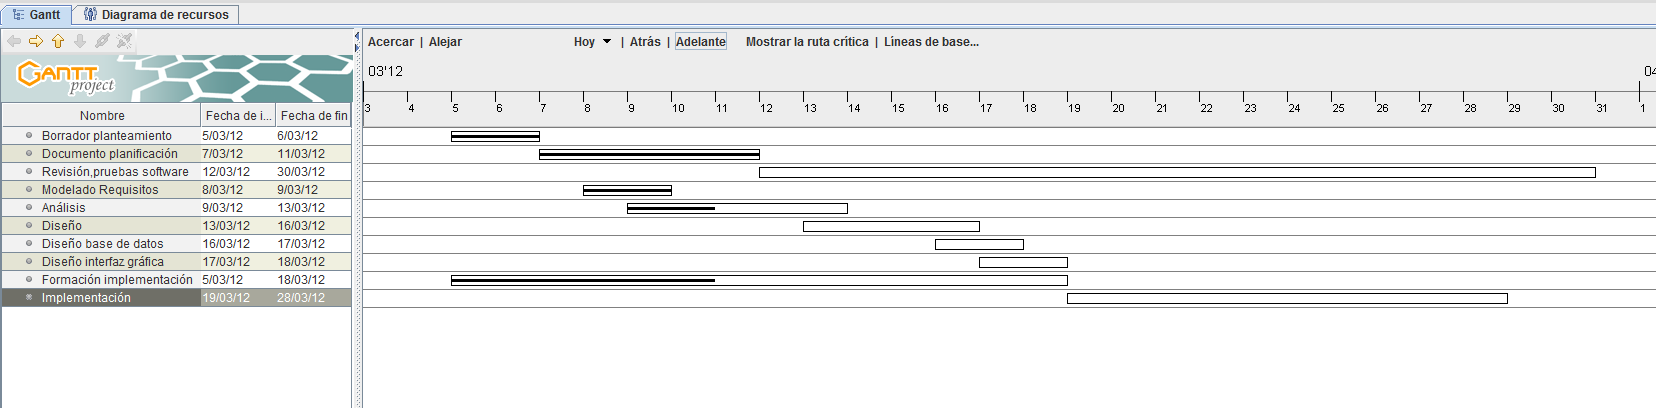 Gantt Diagrama de recursos
Acercar | Alejar Hoy | Atrás | Adelante Mostrar la ruta crítica | Líneas de base...
GANTT project
03'12 04
3 4 5 6 7 8 9 10 11 12 13 14 15 16 17 18 19 20 21 22 23 24 25 26 27 28 29 30 31 1
Nombre Fecha de i... Fecha de fin
Borrador planteamiento 5/03/12 6/03/12
Documento planificación 7/03/12 11/03/12
Revisión,pruebas software 12/03/12 30/03/12
Modelado Requisitos 8/03/12 9/03/12
Análisis 9/03/12 13/03/12
Diseño 13/03/12 16/03/12
Diseño base de datos 16/03/12 17/03/12
Diseño interfaz gráfica 17/03/12 18/03/12
Formación implementación 5/03/12 18/03/12
Implementación 19/03/12 28/03/12